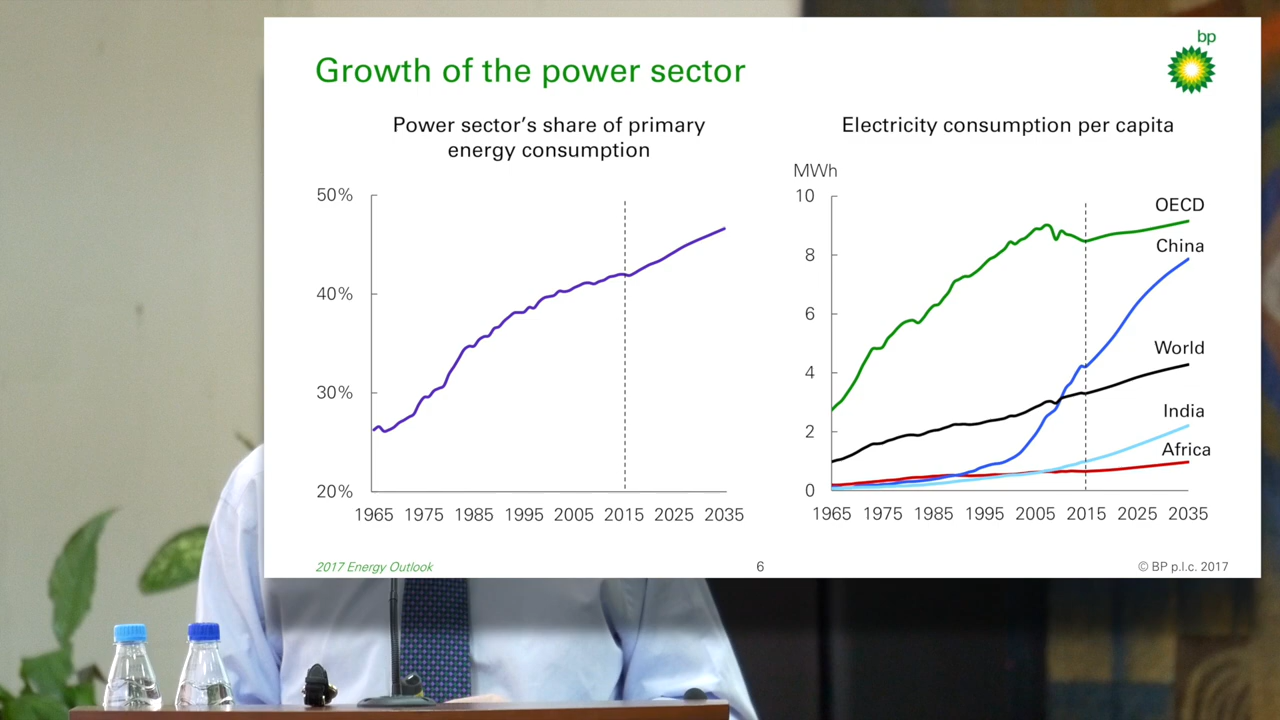 bp
Growth of the power sector
Power sector’s share of primary
energy consumption
50%
40%
30%
20%
1965 1975 1985 1995 2005 2015 2025 2035
Electricity consumption per capita
MWh
10
8
6
4
2
0
OECD
China
World
India
Africa
1965 1975 1985 1995 2005 2015 2025 2035
2017 Energy Outlook
6
© BP p.l.c. 2017